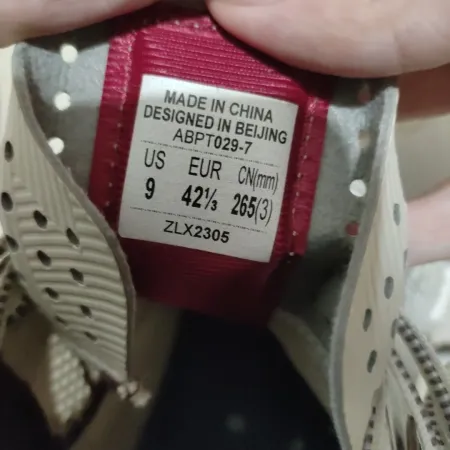 MADE IN CHINA
DESIGNED IN BEIJING
ABPT029-7
US EUR CN(mm)
9 42⅓ 265(3)
ZLX2305